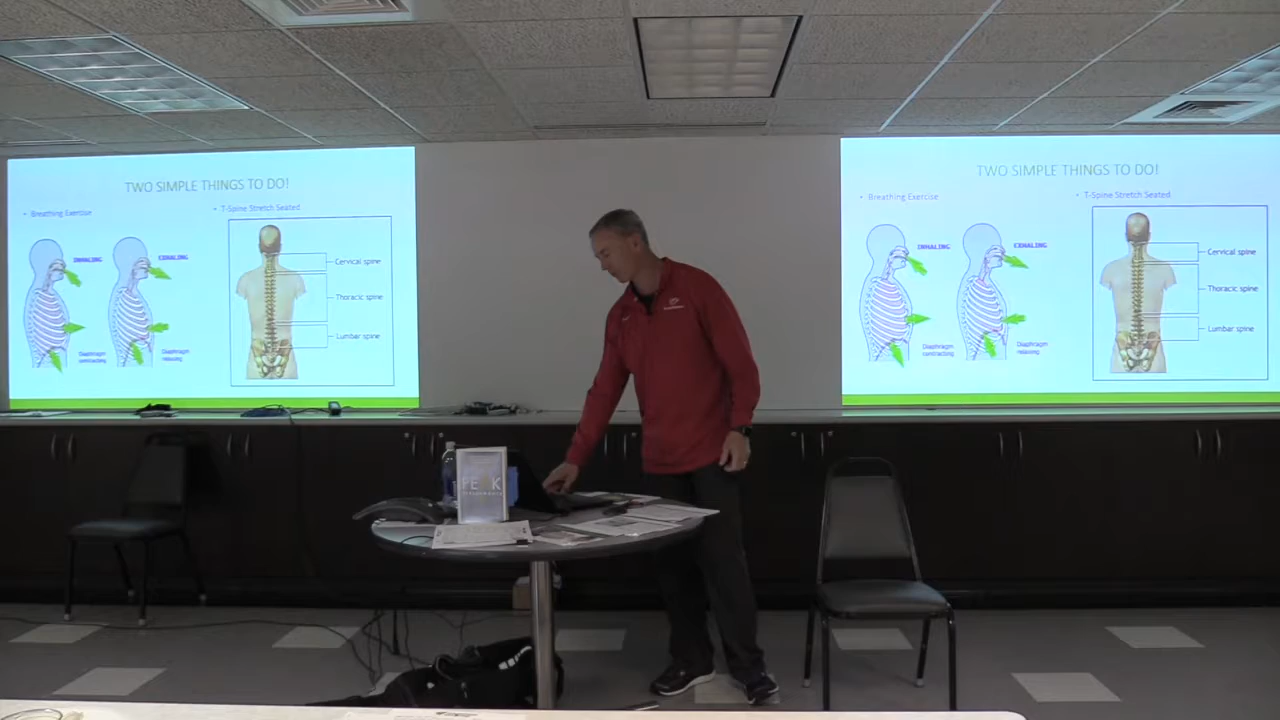 TWO SIMPLE THINGS TO DO!
• Breathing Exercise
• T-Spine Stretch Seated
INHALING
EXHALING
Diaphragm contracting
Diaphragm relaxing
Cervical spine
Thoracic spine
Lumbar spine
TWO SIMPLE THINGS TO DO!
• Breathing Exercise
• T-Spine Stretch Seated
INHALING
EXHALING
Diaphragm contracting
Diaphragm relaxing
Cervical spine
Thoracic spine
Lumbar spine
PEAK